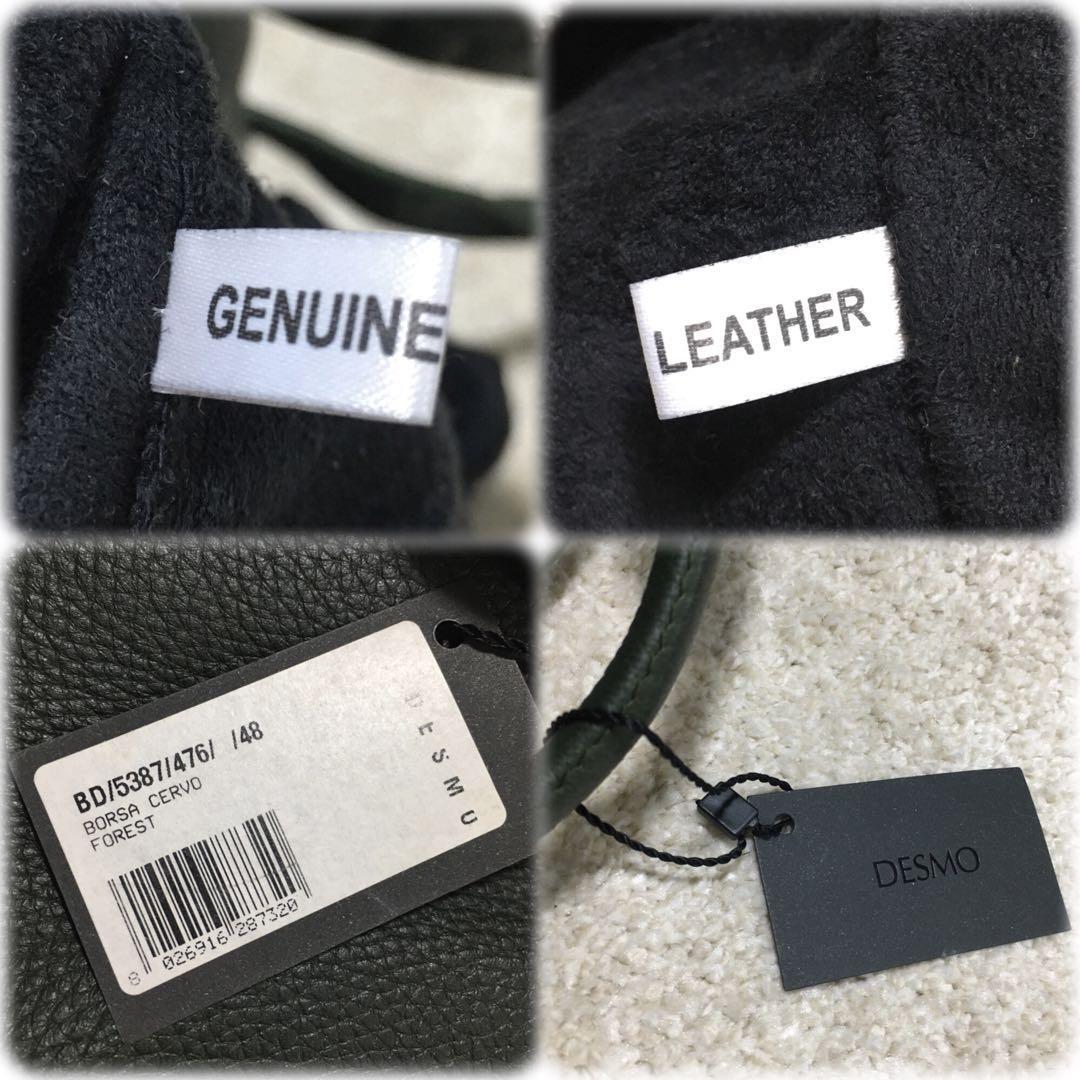 GENUINE
LEATHER
BD/5387/476/ /48
BORSA CERVO
FOREST
8 026916 287320
DESMO
DESMO